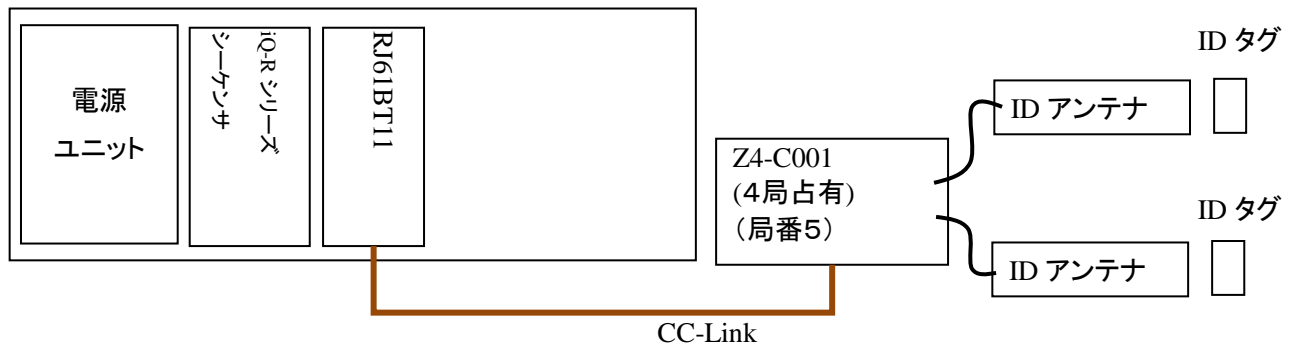 電源
ユニット
iQ-R シリーズ
シーケンサ
RJ61BT11
Z4-C001
(４局占有)
（局番５）
ID アンテナ
ID タグ
ID アンテナ
ID タグ
CC-Link